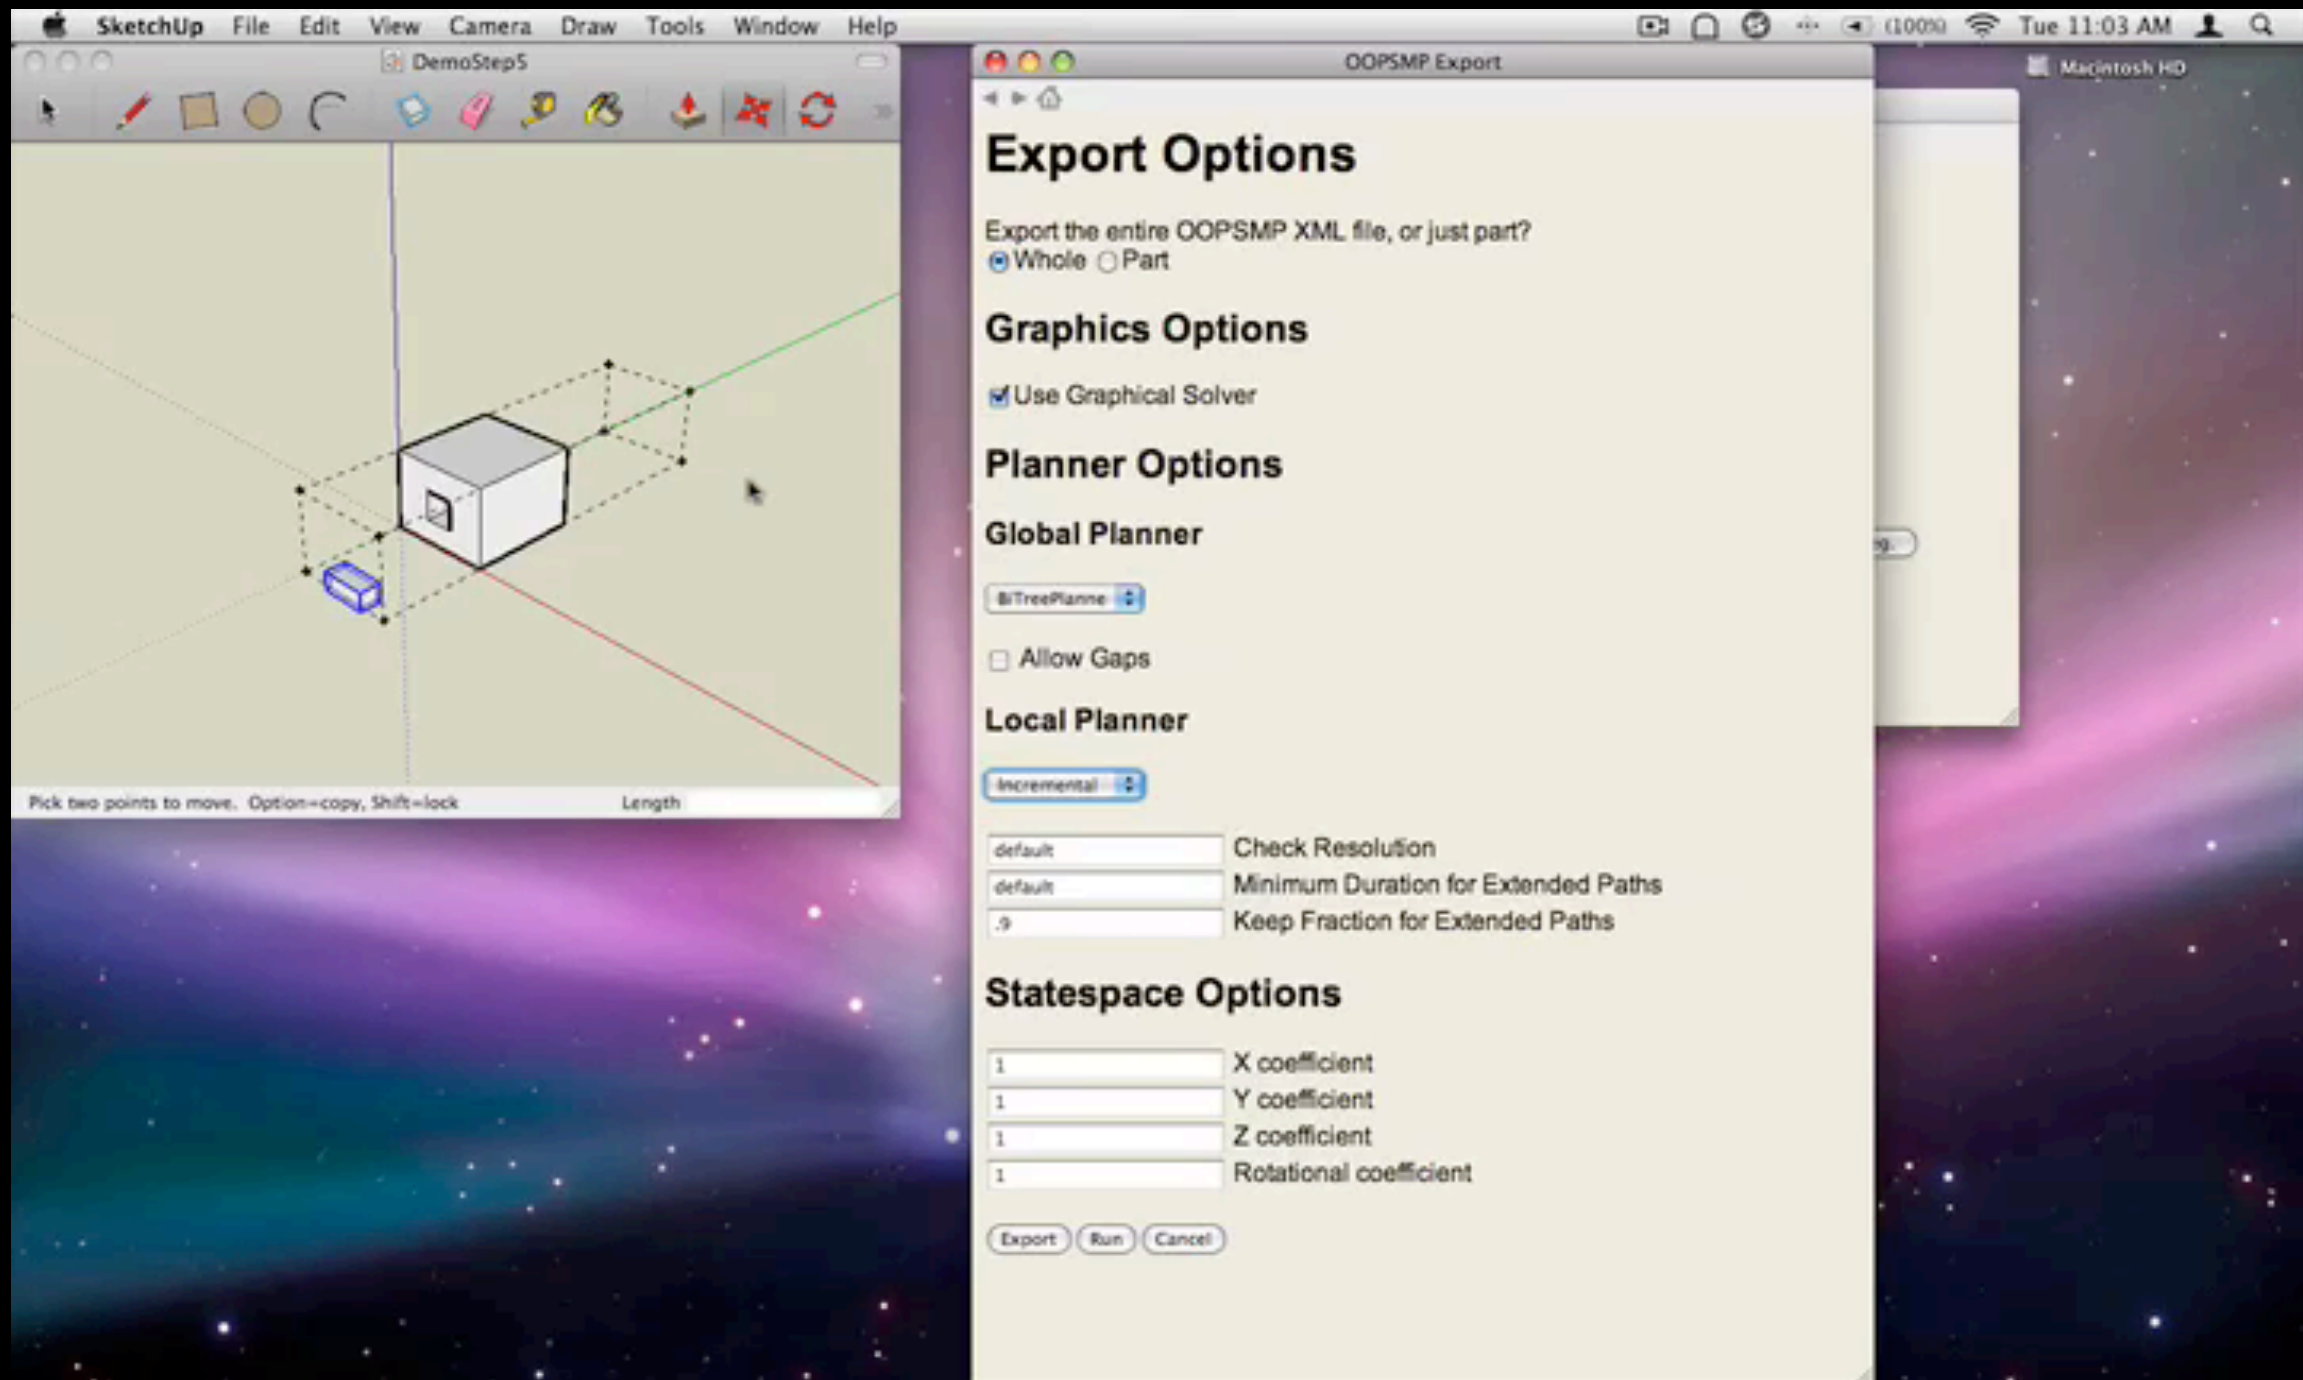 SketchUp File Edit View Camera Draw Tools Window Help (100%) Tue 11:03 AM
DemoStep5
OOPSMP Export
Macintosh HD
Export Options
Export the entire OOPSMP XML file, or just part?
Whole Part
Graphics Options
Use Graphical Solver
Planner Options
Global Planner
BiTreePlanne
Allow Gaps
Local Planner
Incremental
default Check Resolution
default Minimum Duration for Extended Paths
.9 Keep Fraction for Extended Paths
Statespace Options
1 X coefficient
1 Y coefficient
1 Z coefficient
1 Rotational coefficient
Export Run Cancel
Pick two points to move. Option=copy, Shift=lock Length